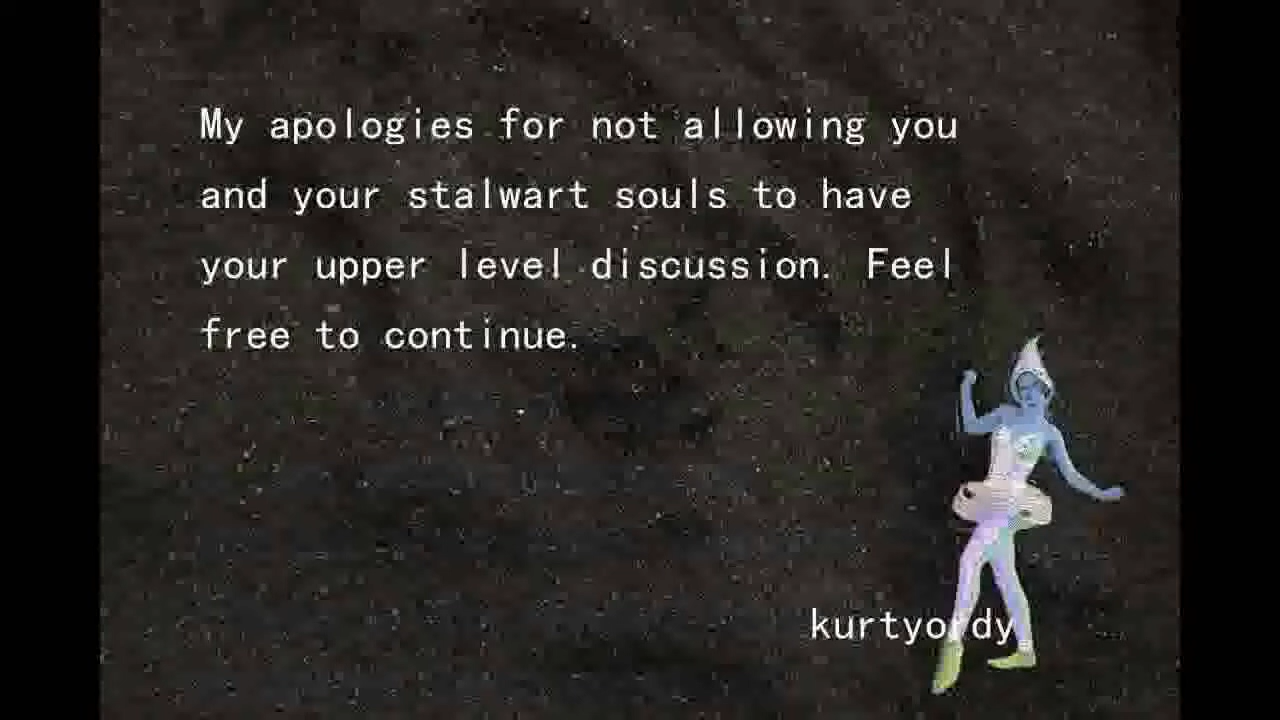 My apologies for not allowing you
and your stalwart souls to have
your upper level discussion. Feel
free to continue.
kurtyordy